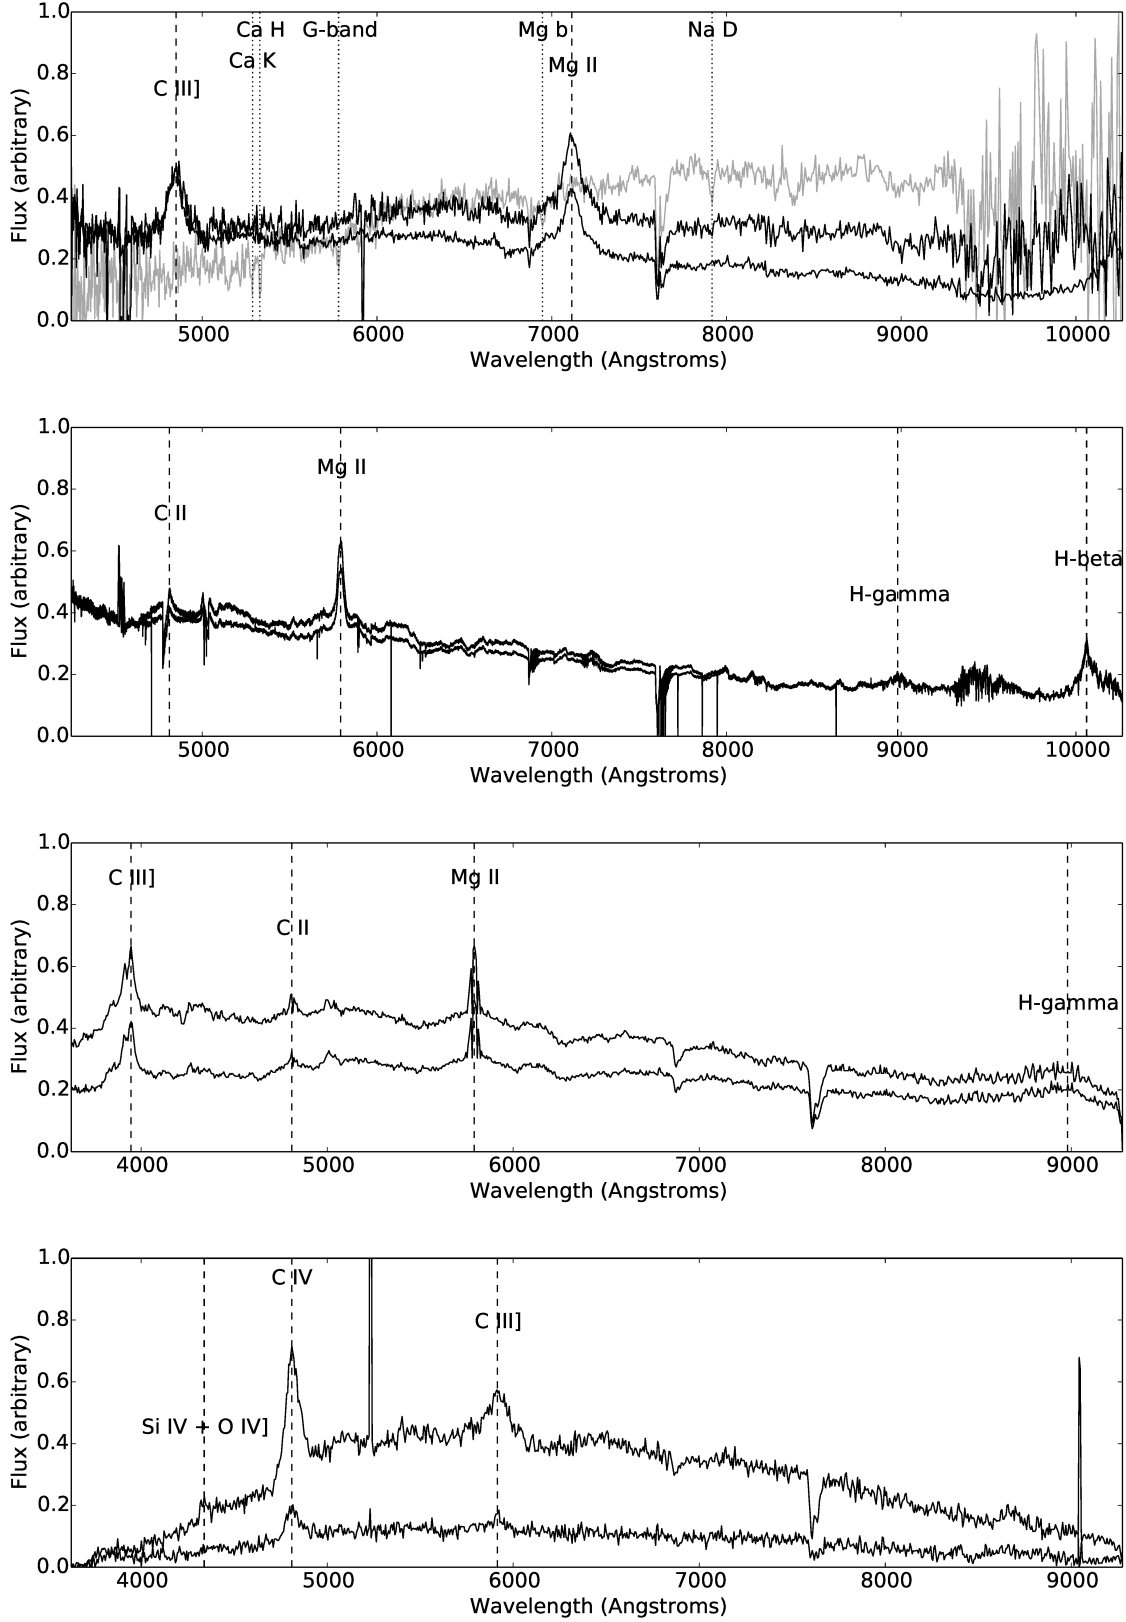 1.0
0.8
0.6
0.4
0.2
0.0
Flux (arbitrary)
Ca H G-band Mg b Na D
Ca K Mg II
C III]
5000 6000 7000 8000 9000 10000
Wavelength (Angstroms)
1.0
0.8
0.6
0.4
0.2
0.0
Flux (arbitrary)
Mg II
C II
H-beta
H-gamma
5000 6000 7000 8000 9000 10000
Wavelength (Angstroms)
1.0
0.8
0.6
0.4
0.2
0.0
Flux (arbitrary)
C III] Mg II
C II
H-gamma
4000 5000 6000 7000 8000 9000
Wavelength (Angstroms)
1.0
0.8
0.6
0.4
0.2
0.0
Flux (arbitrary)
C IV
C III]
Si IV + O IV]
4000 5000 6000 7000 8000 9000
Wavelength (Angstroms)